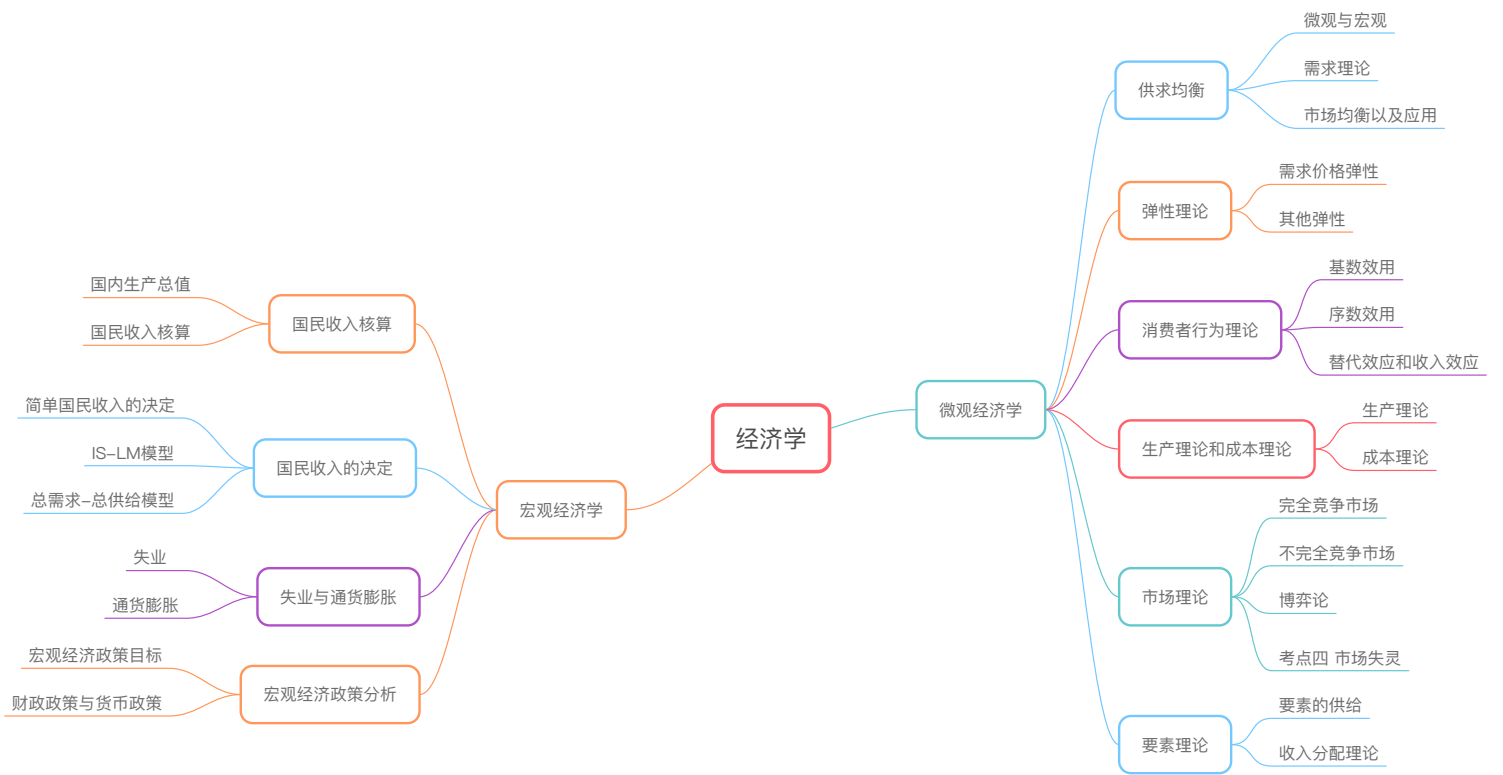 经济学
微观经济学
供求均衡
微观与宏观
需求理论
市场均衡以及应用
弹性理论
需求价格弹性
其他弹性
消费者行为理论
基数效用
序数效用
替代效应和收入效应
生产理论和成本理论
生产理论
成本理论
市场理论
完全竞争市场
不完全竞争市场
博弈论
考点四 市场失灵
要素理论
要素的供给
收入分配理论
宏观经济学
国民收入核算
国内生产总值
国民收入核算
国民收入的决定
简单国民收入的决定
IS-LM模型
总需求-总供给模型
失业与通货膨胀
失业
通货膨胀
宏观经济政策分析
宏观经济政策目标
财政政策与货币政策